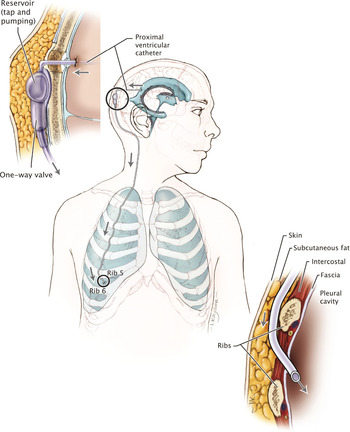 Reservoir
(tap and
pumping)
Proximal
ventricular
catheter
One-way valve
Rib 5
Rib 6
Skin
Subcutaneous fat
Intercostal
Fascia
Pleural
cavity
Ribs